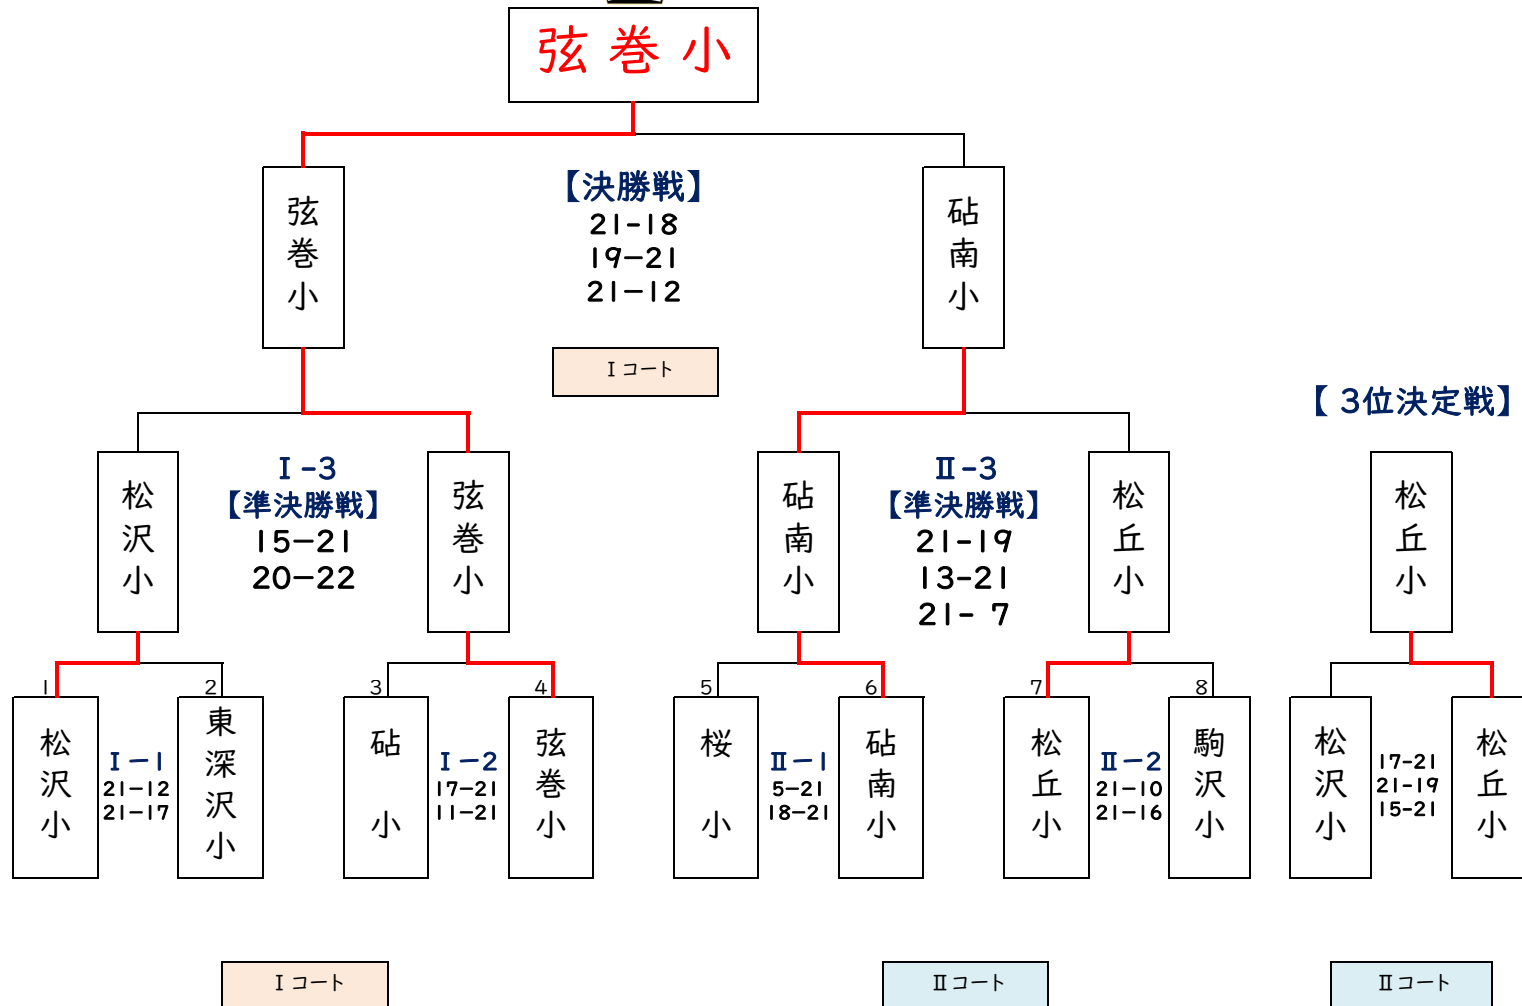 弦巻小
【決勝戦】
21-18
19-21
21-12
弦巻小
砧南小
Ⅰコート
【 3位決定戦】
Ⅰ-3
【準決勝戦】
15-21
20-22
松沢小
弦巻小
Ⅱ-3
【準決勝戦】
21-19
13-21
21- 7
砧南小
松丘小
松丘小
1
2
3
4
5
6
7
8
松沢小
Ⅰ-1
21-12
21-17
東深沢小
砧小
Ⅰ-2
17-21
11-21
弦巻小
桜小
Ⅱ-1
5-21
18-21
砧南小
松丘小
Ⅱ-2
21-10
21-16
駒沢小
松沢小
17-21
21-19
15-21
松丘小
Ⅰコート
Ⅱコート
Ⅱコート